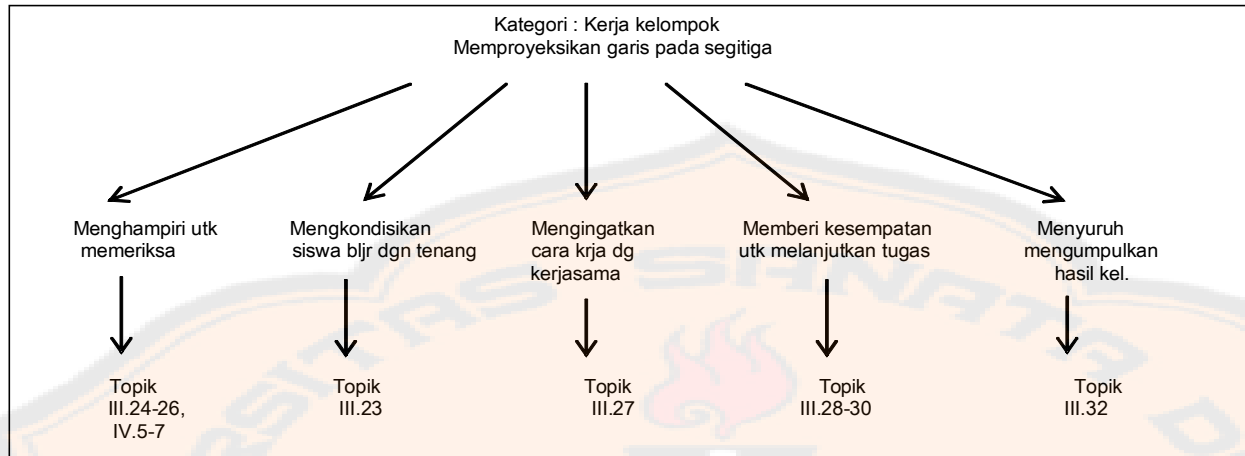 Kategori : Kerja kelompok
Memproyeksikan garis pada segitiga
Menghampiri utk
memeriksa
Mengkondisikan
siswa bljr dgn tenang
Mengingatkan
cara krja dg
kerjasama
Memberi kesempatan
utk melanjutkan tugas
Menyuruh
mengumpulkan
hasil kel.
Topik
III.24-26,
IV.5-7
Topik
III.23
Topik
III.27
Topik
III.28-30
Topik
III.32
SITAS SANATA D